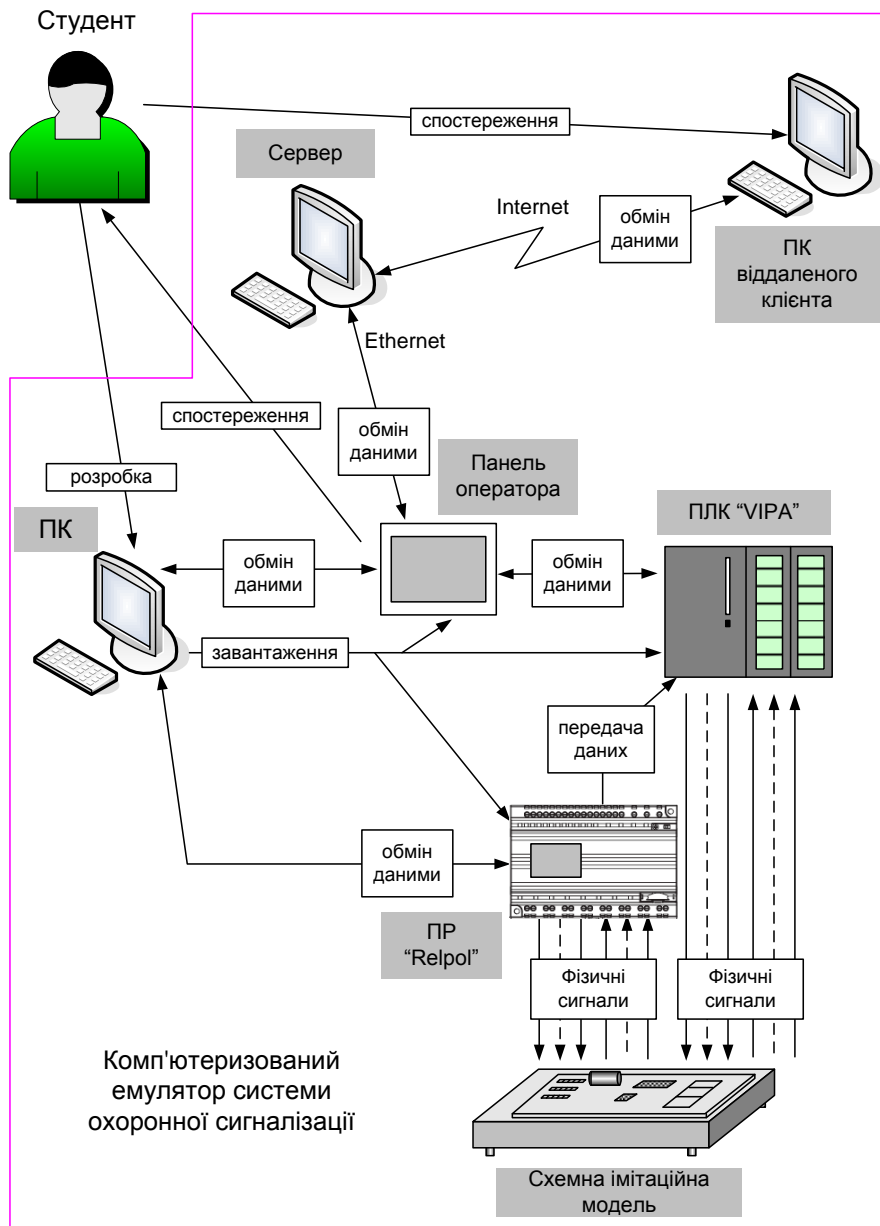 Студент
спостереження
Сервер
Internet
обмін
даними
ПК
віддаленого
клієнта
Ethernet
спостереження
обмін
даними
Панель
оператора
розробка
ПК
ПЛК “VIPA”
обмін
даними
обмін
даними
завантаження
передача
даних
обмін
даними
ПР
“Relpol”
Фізичні
сигнали
Фізичні
сигнали
Комп'ютеризований
емулятор системи
охоронної сигналізації
Схемна імітаційна
модель